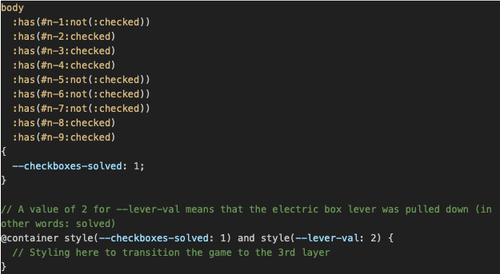 body
  :has(#n-1:not(:checked))
  :has(#n-2:checked)
  :has(#n-3:checked)
  :has(#n-4:checked)
  :has(#n-5:not(:checked))
  :has(#n-6:not(:checked))
  :has(#n-7:not(:checked))
  :has(#n-8:checked)
  :has(#n-9:checked)
{
  --checkboxes-solved: 1;
}

// A value of 2 for --lever-val means that the electric box lever was pulled down (in
other words: solved)
@container style(--checkboxes-solved: 1) and style(--lever-val: 2) {
  // Styling here to transition the game to the 3rd layer
}